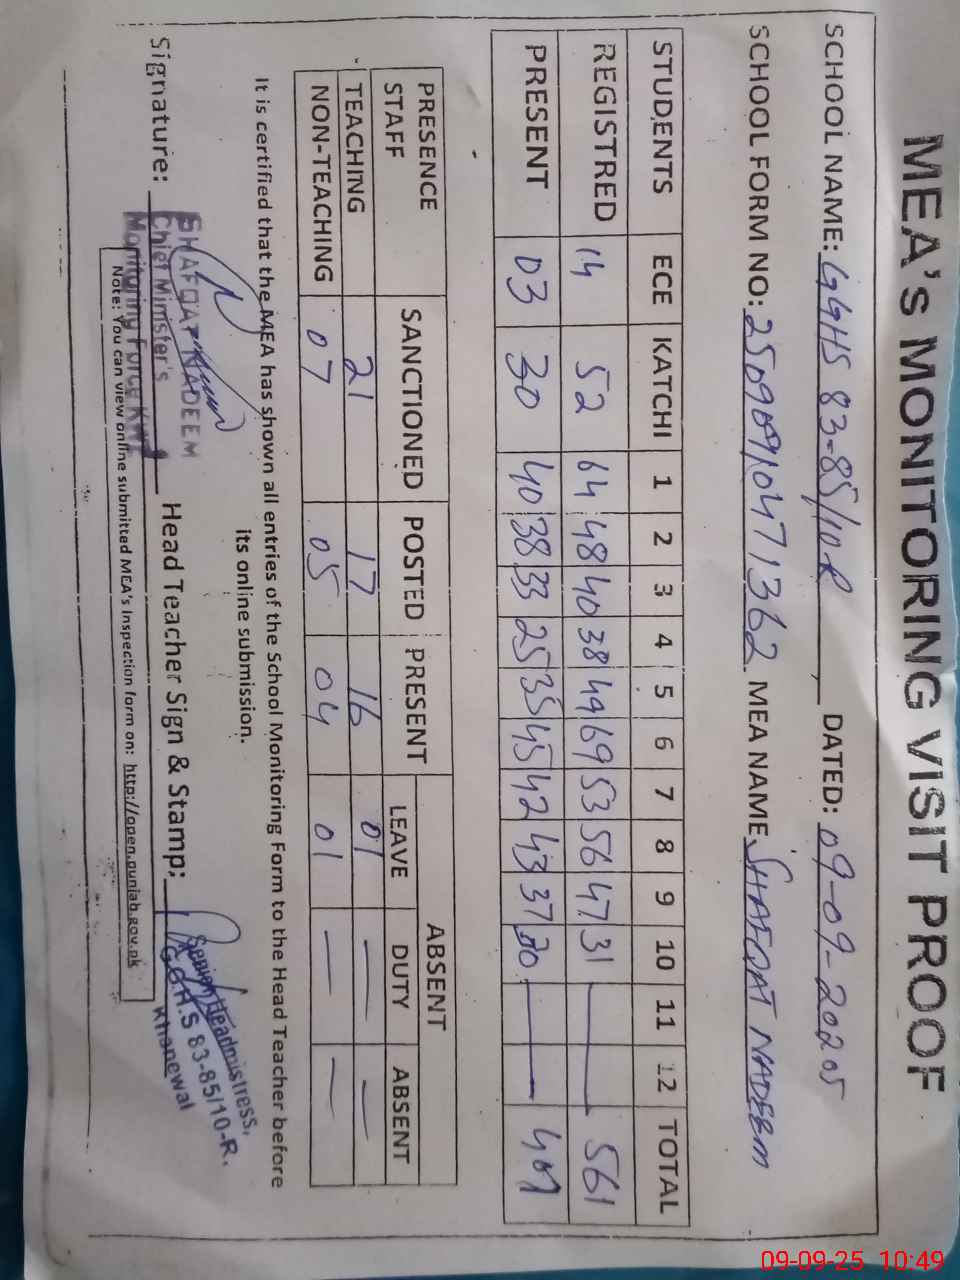 MEA's MONITORING VISIT PROOF
SCHOOL NAME: GGHS 83-85/10R, DATED: 09-09-2025
SCHOOL FORM NO: MEA NAME SHAFQAT NADEEM
STUDENTS ECE KATCHI 1 2 3 4 5 6 7 8 9 10 11 12 TOTAL
REGISTRED 14 52 64 48 40 38 49 69 53 56 47 31 — 561
PRESENT 03 30 40 38 33 25 35 45 42 43 37 30 —
PRESENCE STAFF SANCTIONED POSTED PRESENT ABSENT
LEAVE DUTY ABSENT
TEACHING 21 17 16 01 — —
NON-TEACHING 07 05 04 01 — —
It is certified that the MEA has shown all entries of the School Monitoring Form to the Head Teacher before
its online submission.
Signature: Head Teacher Sign & Stamp:
SHAFQAT NADEEM
Chief Minister's
Monitoring Force KWL
Senior Headmistress,
G.G.H.S 83-85/10-R.
Khanewal
Note: You can view online submitted MEA's Inspection form on: http://open.punjab.gov.pk
09-09-25 10:49